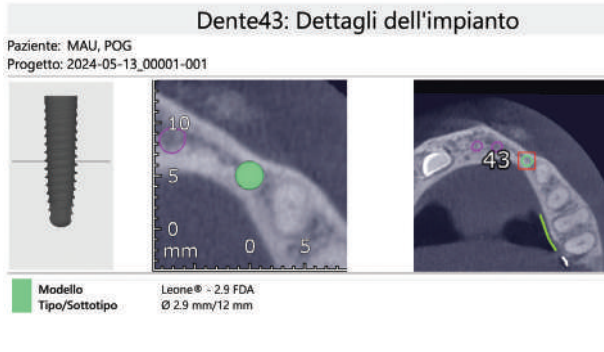 Dente43: Dettagli dell'impianto
Paziente: MAU, POG
Progetto: 2024-05-13_00001-001
10
5
0
mm
0 5
43
Modello Leone® - 2.9 FDA
Tipo/Sottotipo Ø 2.9 mm/12 mm